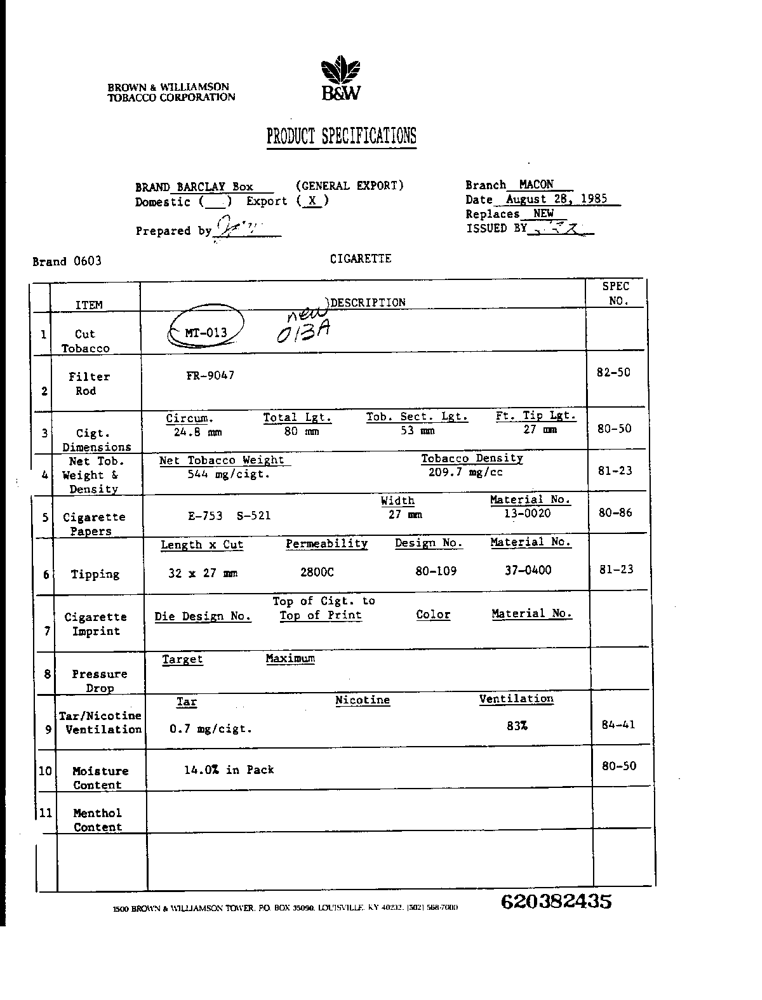 BROWN & WILLIAMSON
TOBACCO CORPORATION
B&W
PRODUCT SPECIFICATIONS
BRAND BARCLAY Box (GENERAL EXPORT)
Domestic ( ) Export ( X )
Prepared by
Branch MACON
Date August 28, 1985
Replaces NEW
ISSUED BY
Brand 0603
CIGARETTE
ITEM DESCRIPTION SPEC NO.
1 Cut Tobacco MT-013 new 013A
2 Filter Rod FR-9047 82-50
Circum. Total Lgt. Tob. Sect. Lgt. Ft. Tip Lgt.
3 Cigt. Dimensions 24.8 mm 80 mm 53 mm 27 mm 80-50
Net Tobacco Weight Tobacco Density
4 Net Tob. Weight & Density 544 mg/cigt. 209.7 mg/cc 81-23
Width Material No.
5 Cigarette Papers E-753 S-521 27 mm 13-0020 80-86
Length x Cut Permeability Design No. Material No.
6 Tipping 32 x 27 mm 2800C 80-109 37-0400 81-23
7 Cigarette Imprint Die Design No. Top of Cigt. to Top of Print Color Material No.
Target Maximum
8 Pressure Drop
Tar Nicotine Ventilation
9 Tar/Nicotine Ventilation 0.7 mg/cigt. 83% 84-41
10 Moisture Content 14.0% in Pack 80-50
11 Menthol Content
1500 BROWN & WILLIAMSON TOWER, P.O. BOX 35090, LOUISVILLE, KY 40232, (502) 568-7000
620382435